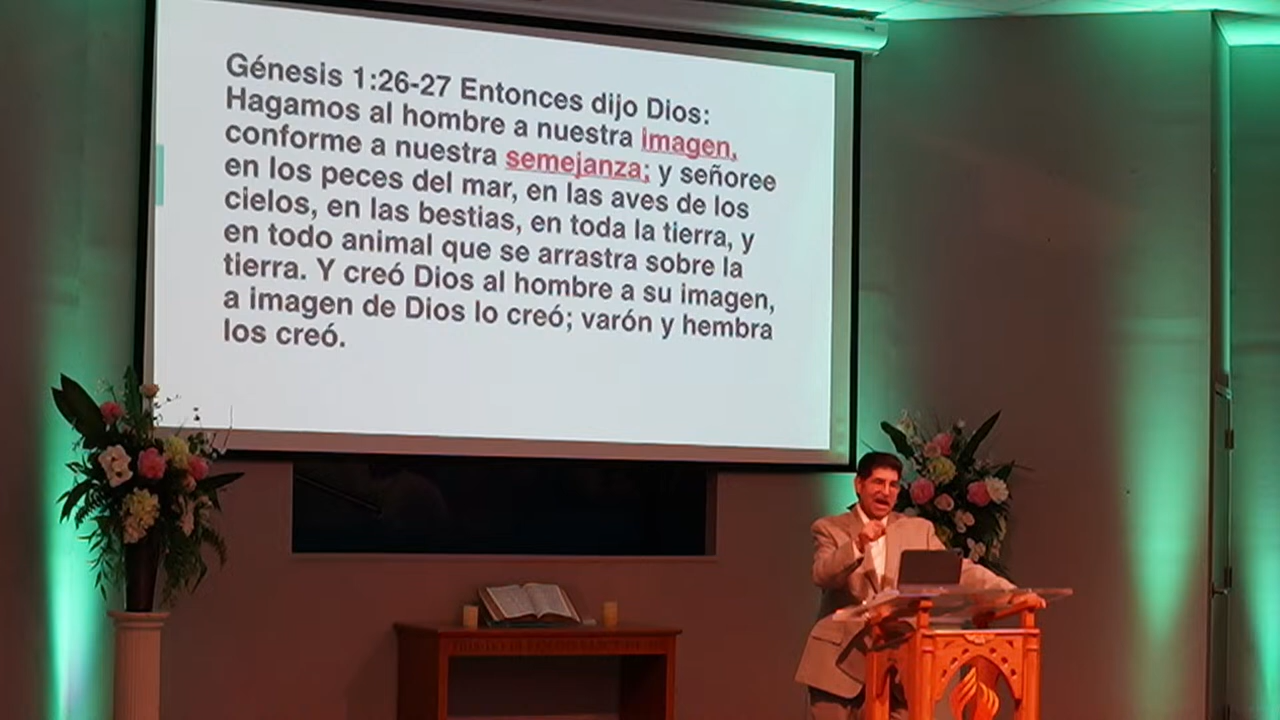 Génesis 1:26-27 Entonces dijo Dios:
Hagamos al hombre a nuestra imagen,
conforme a nuestra semejanza; y señoree
en los peces del mar, en las aves de los
cielos, en las bestias, en toda la tierra, y
en todo animal que se arrastra sobre la
tierra. Y creó Dios al hombre a su imagen,
a imagen de Dios lo creó; varón y hembra
los creó.